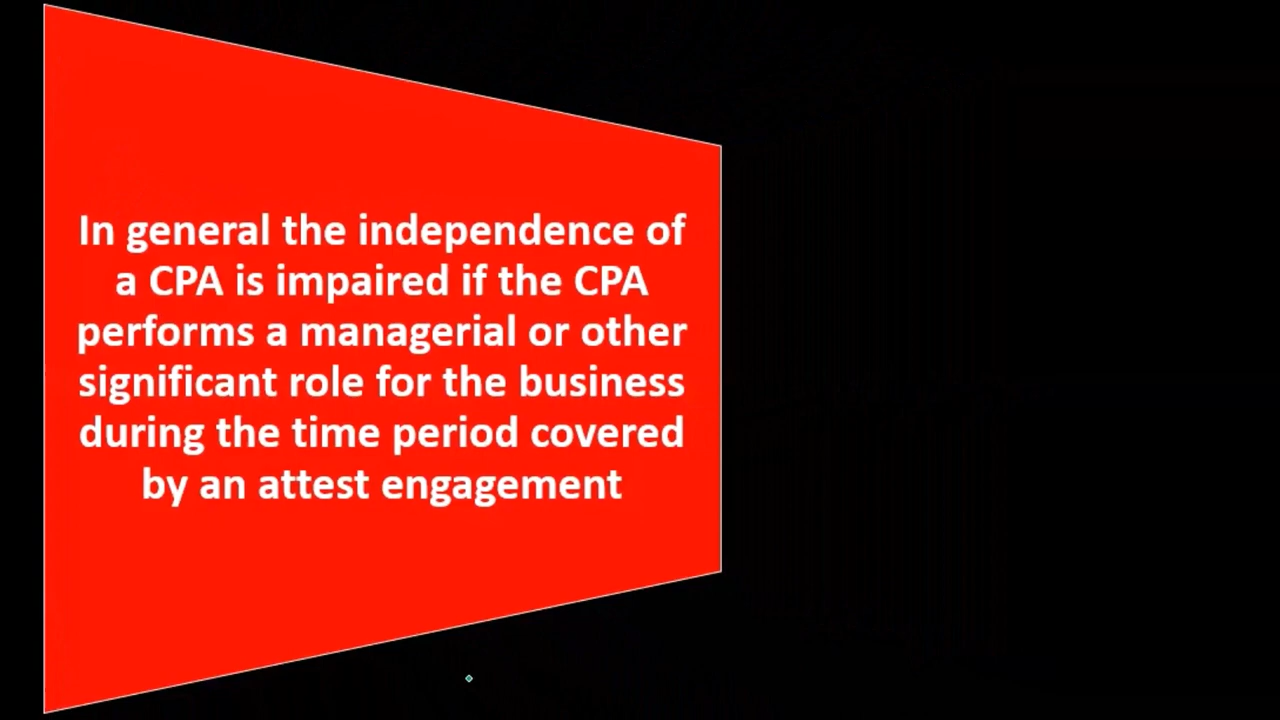 In general the independence of
a CPA is impaired if the CPA
performs a managerial or other
significant role for the business
during the time period covered
by an attest engagement